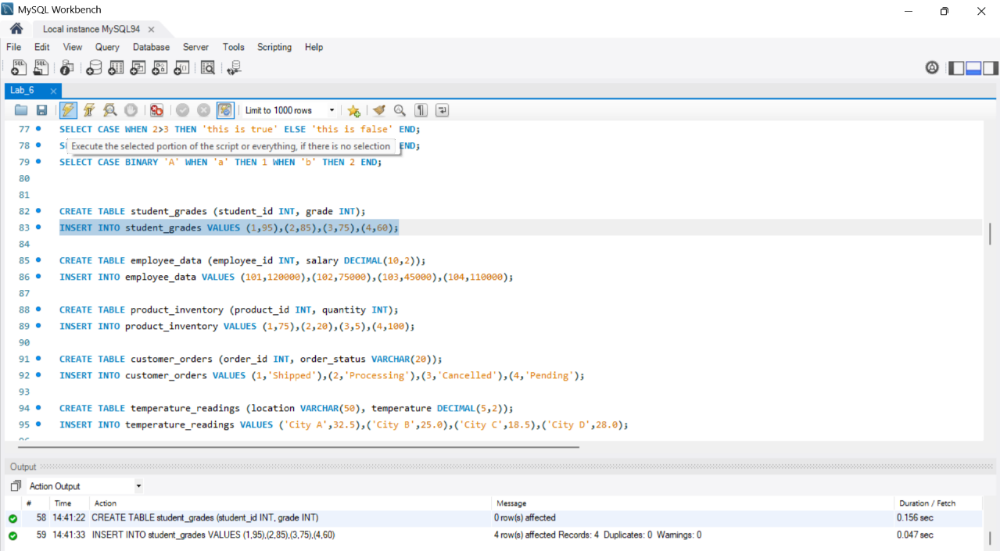 MySQL Workbench
Local instance MySQL94
File Edit View Query Database Server Tools Scripting Help
Lab_6
Limit to 1000 rows
77 SELECT CASE WHEN 2>3 THEN 'this is true' ELSE 'this is false' END;
78 SE Execute the selected portion of the script or everything, if there is no selection END;
79 SELECT CASE BINARY 'A' WHEN 'a' THEN 1 WHEN 'b' THEN 2 END;
80
81
82 CREATE TABLE student_grades (student_id INT, grade INT);
83 INSERT INTO student_grades VALUES (1,95),(2,85),(3,75),(4,60);
84
85 CREATE TABLE employee_data (employee_id INT, salary DECIMAL(10,2));
86 INSERT INTO employee_data VALUES (101,120000),(102,75000),(103,45000),(104,110000);
87
88 CREATE TABLE product_inventory (product_id INT, quantity INT);
89 INSERT INTO product_inventory VALUES (1,75),(2,20),(3,5),(4,100);
90
91 CREATE TABLE customer_orders (order_id INT, order_status VARCHAR(20));
92 INSERT INTO customer_orders VALUES (1,'Shipped'),(2,'Processing'),(3,'Cancelled'),(4,'Pending');
93
94 CREATE TABLE temperature_readings (location VARCHAR(50), temperature DECIMAL(5,2));
95 INSERT INTO temperature_readings VALUES ('City A',32.5),('City B',25.0),('City C',18.5),('City D',28.0);
Output
Action Output
# Time Action Message Duration / Fetch
58 14:41:22 CREATE TABLE student_grades (student_id INT, grade INT) 0 row(s) affected 0.156 sec
59 14:41:33 INSERT INTO student_grades VALUES (1,95),(2,85),(3,75),(4,60) 4 row(s) affected Records: 4 Duplicates: 0 Warnings: 0 0.047 sec